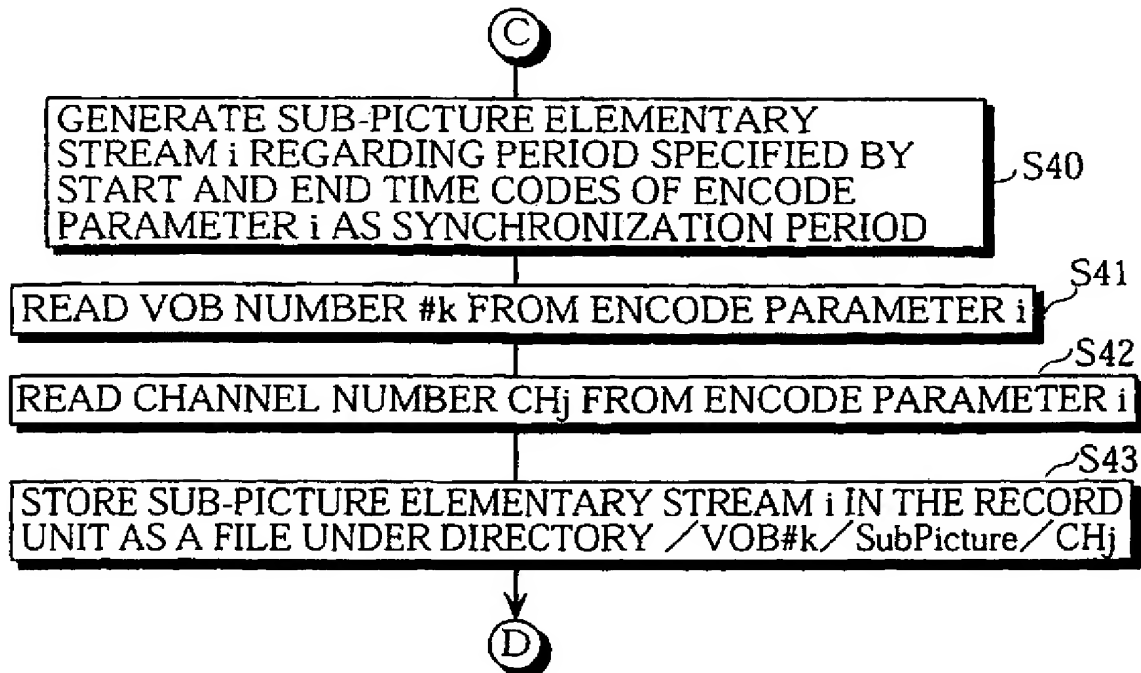 C
GENERATE SUB-PICTURE ELEMENTARY
STREAM i REGARDING PERIOD SPECIFIED BY
START AND END TIME CODES OF ENCODE
PARAMETER i AS SYNCHRONIZATION PERIOD
S40
READ VOB NUMBER #k FROM ENCODE PARAMETER i
S41
READ CHANNEL NUMBER CHj FROM ENCODE PARAMETER i
S42
STORE SUB-PICTURE ELEMENTARY STREAM i IN THE RECORD
UNIT AS A FILE UNDER DIRECTORY /VOB#k/SubPicture/CHj
S43
D